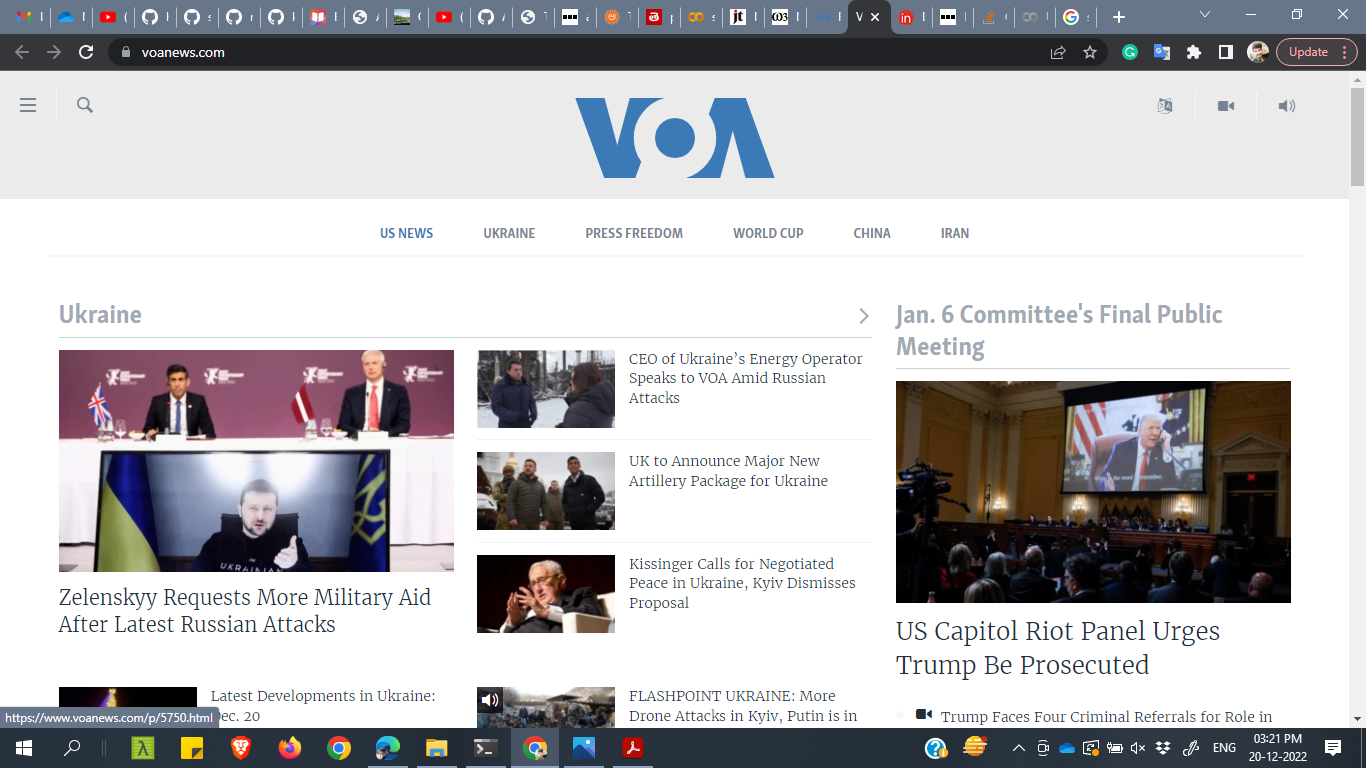 voanews.com
Update
VOA
US NEWS
UKRAINE
PRESS FREEDOM
WORLD CUP
CHINA
IRAN
Ukraine
Zelenskyy Requests More Military Aid
After Latest Russian Attacks
CEO of Ukraine’s Energy Operator
Speaks to VOA Amid Russian
Attacks
UK to Announce Major New
Artillery Package for Ukraine
Kissinger Calls for Negotiated
Peace in Ukraine, Kyiv Dismisses
Proposal
Latest Developments in Ukraine:
Dec. 20
FLASHPOINT UKRAINE: More
Drone Attacks in Kyiv, Putin is in
Jan. 6 Committee's Final Public
Meeting
US Capitol Riot Panel Urges
Trump Be Prosecuted
Trump Faces Four Criminal Referrals for Role in
https://www.voanews.com/p/5750.html
ENG
03:21 PM
20-12-2022